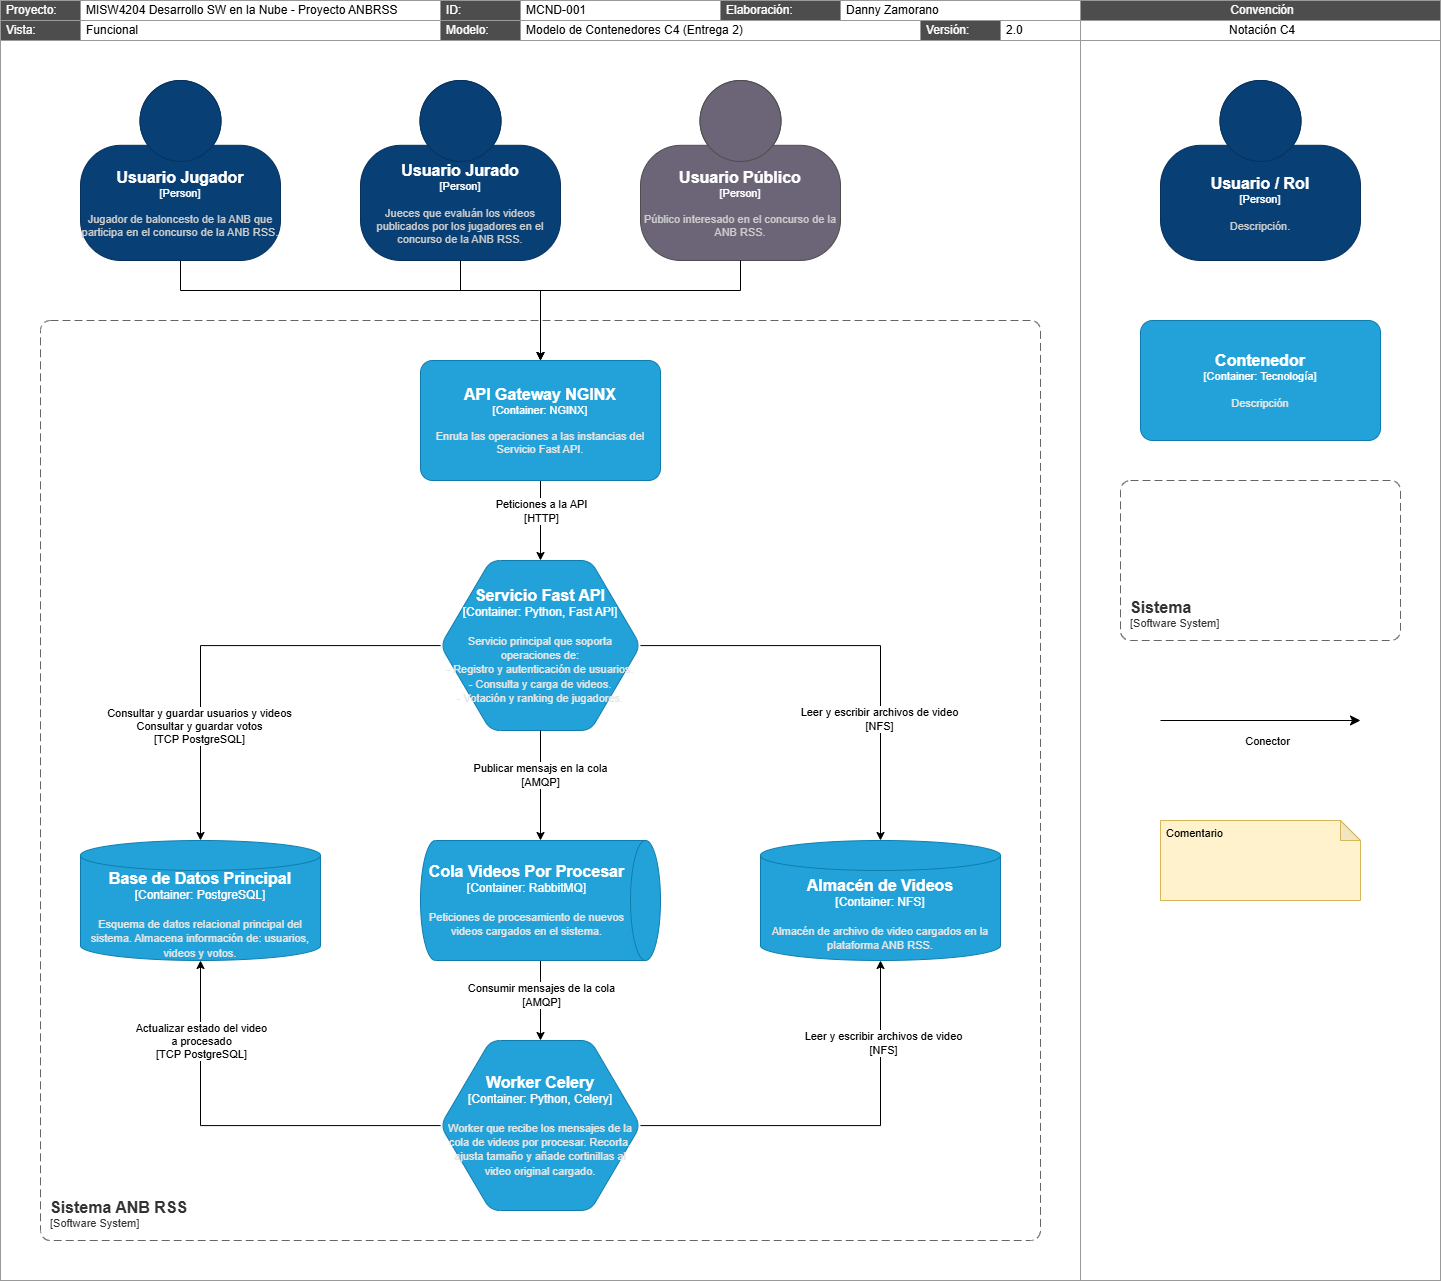 Proyecto: MISW4204 Desarrollo SW en la Nube - Proyecto ANBRSS ID: MCND-001 Elaboración: Danny Zamorano Convención
Vista: Funcional Modelo: Modelo de Contenedores C4 (Entrega 2) Versión: 2.0 Notación C4
Usuario Jugador
[Person]
Jugador de baloncesto de la ANB que
participa en el concurso de la ANB RSS.
Usuario Jurado
[Person]
Jueces que evaluán los videos
publicados por los jugadores en el
concurso de la ANB RSS.
Usuario Público
[Person]
Público interesado en el concurso de la
ANB RSS.
Usuario / Rol
[Person]
Descripción.
API Gateway NGINX
[Container: NGINX]
Enruta las operaciones a las instancias del
Servicio Fast API.
Contenedor
[Container: Tecnología]
Descripción
Peticiones a la API
[HTTP]
Servicio Fast API
[Container: Python, Fast API]
Servicio principal que soporta
operaciones de:
- Registro y autenticación de usuarios.
- Consulta y carga de videos.
- Votación y ranking de jugadores.
Sistema
[Software System]
Consultar y guardar usuarios y videos
Consultar y guardar votos
[TCP PostgreSQL]
Leer y escribir archivos de video
[NFS]
Conector
Publicar mensajs en la cola
[AMQP]
Comentario
Base de Datos Principal
[Container: PostgreSQL]
Esquema de datos relacional principal del
sistema. Almacena información de: usuarios,
videos y votos.
Cola Videos Por Procesar
[Container: RabbitMQ]
Peticiones de procesamiento de nuevos
videos cargados en el sistema.
Almacén de Videos
[Container: NFS]
Almacén de archivo de video cargados en la
plataforma ANB RSS.
Consumir mensajes de la cola
[AMQP]
Actualizar estado del video
a procesado
[TCP PostgreSQL]
Leer y escribir archivos de video
[NFS]
Worker Celery
[Container: Python, Celery]
Worker que recibe los mensajes de la
cola de videos por procesar. Recorta,
ajusta tamaño y añade cortinillas al
video original cargado.
Sistema ANB RSS
[Software System]